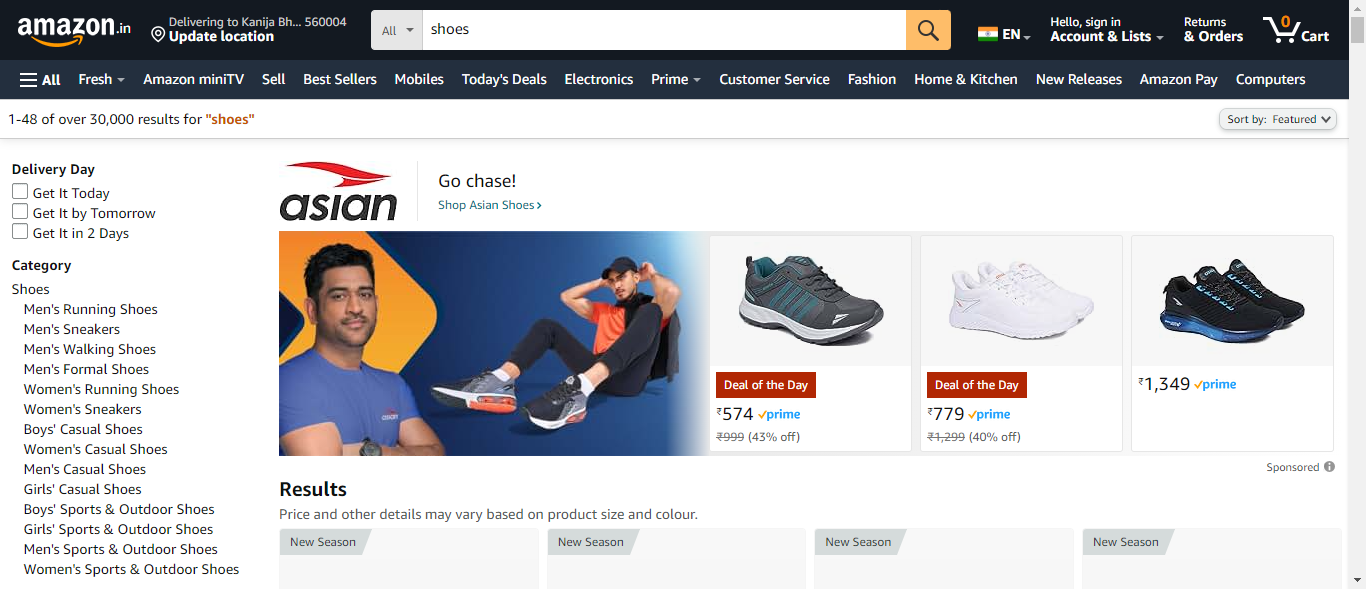 amazon.in
Delivering to Kanija Bh... 560004
Update location
All
shoes
EN
Hello, sign in
Account & Lists
Returns
& Orders
0
Cart
All
Fresh
Amazon miniTV
Sell
Best Sellers
Mobiles
Today's Deals
Electronics
Prime
Customer Service
Fashion
Home & Kitchen
New Releases
Amazon Pay
Computers
1-48 of over 30,000 results for "shoes"
Sort by: Featured
Delivery Day
Get It Today
Get It by Tomorrow
Get It in 2 Days
Category
Shoes
Men's Running Shoes
Men's Sneakers
Men's Walking Shoes
Men's Formal Shoes
Women's Running Shoes
Women's Sneakers
Boys' Casual Shoes
Women's Casual Shoes
Men's Casual Shoes
Girls' Casual Shoes
Boys' Sports & Outdoor Shoes
Girls' Sports & Outdoor Shoes
Men's Sports & Outdoor Shoes
Women's Sports & Outdoor Shoes
asian
Go chase!
Shop Asian Shoes ›
asian
Deal of the Day
₹574 prime
₹999 (43% off)
Deal of the Day
₹779 prime
₹1,299 (40% off)
₹1,349 prime
Sponsored
Results
Price and other details may vary based on product size and colour.
New Season
New Season
New Season
New Season